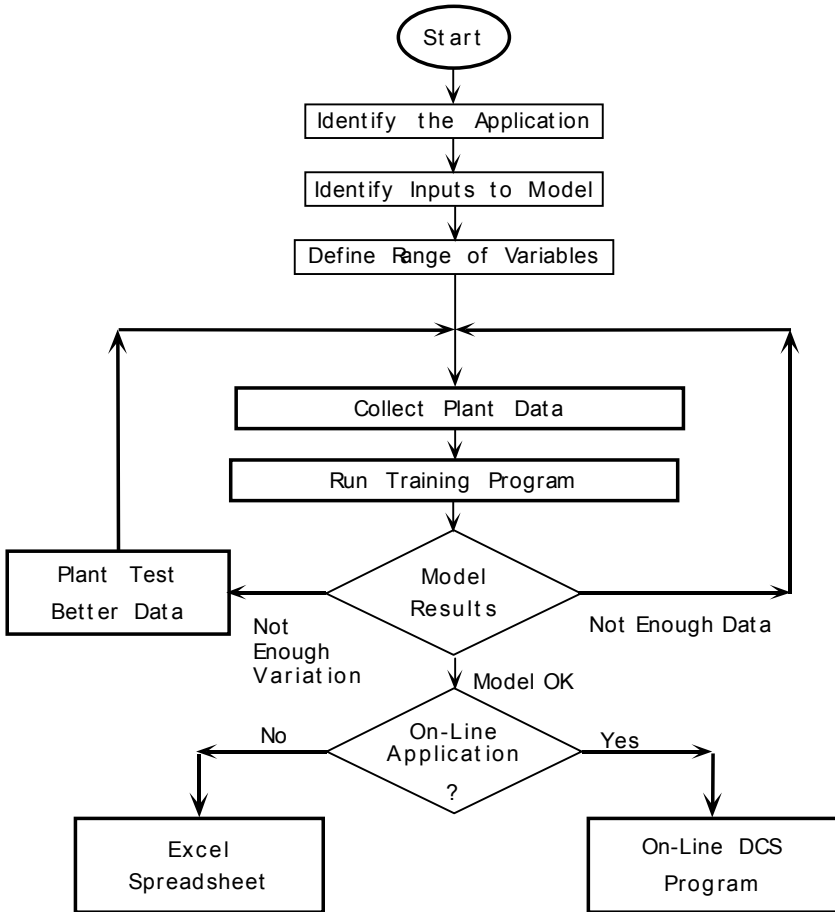 Start
Identify the Application
Identify Inputs to Model
Define Range of Variables
Collect Plant Data
Run Training Program
Model
Results
Plant Test
Better Data
Not
Enough
Variation
Not Enough Data
Model OK
On-Line
Application
?
No
Yes
Excel
Spreadsheet
On-Line DCS
Program